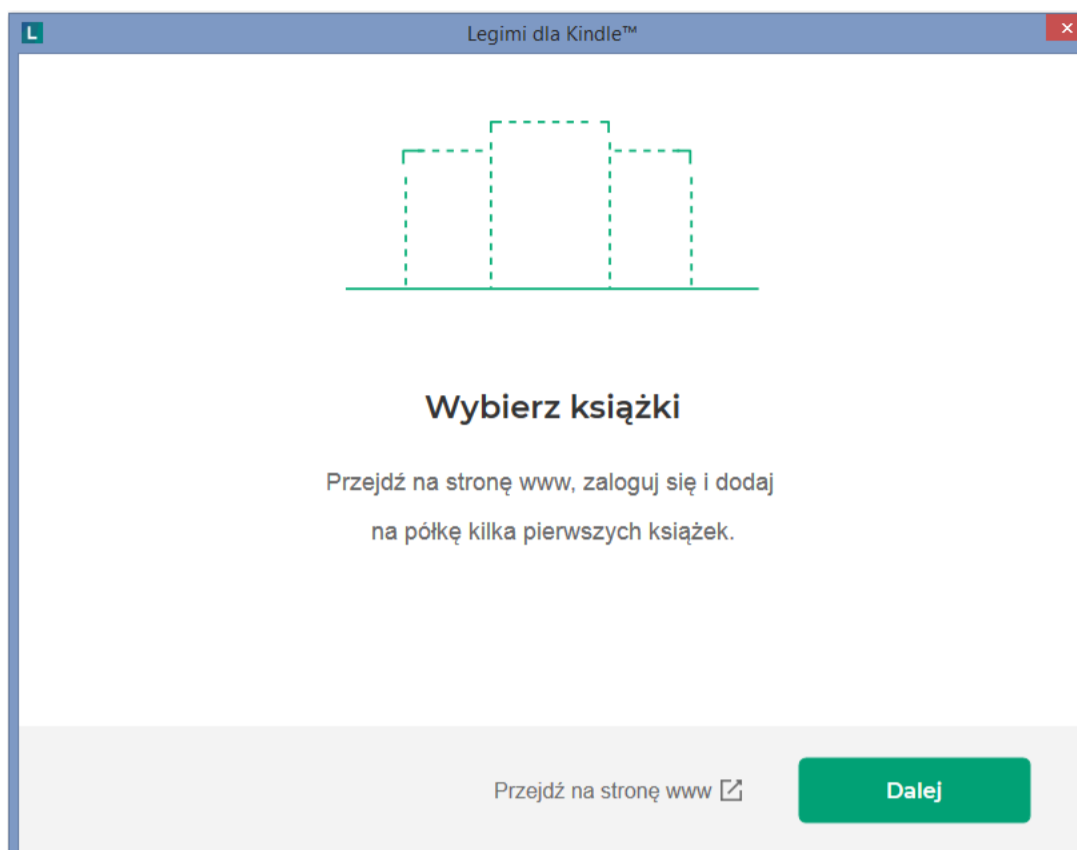 L
Legimi dla Kindle™
×
Wybierz książki
Przejdź na stronę www, zaloguj się i dodaj
na półkę kilka pierwszych książek.
Przejdź na stronę www
Dalej